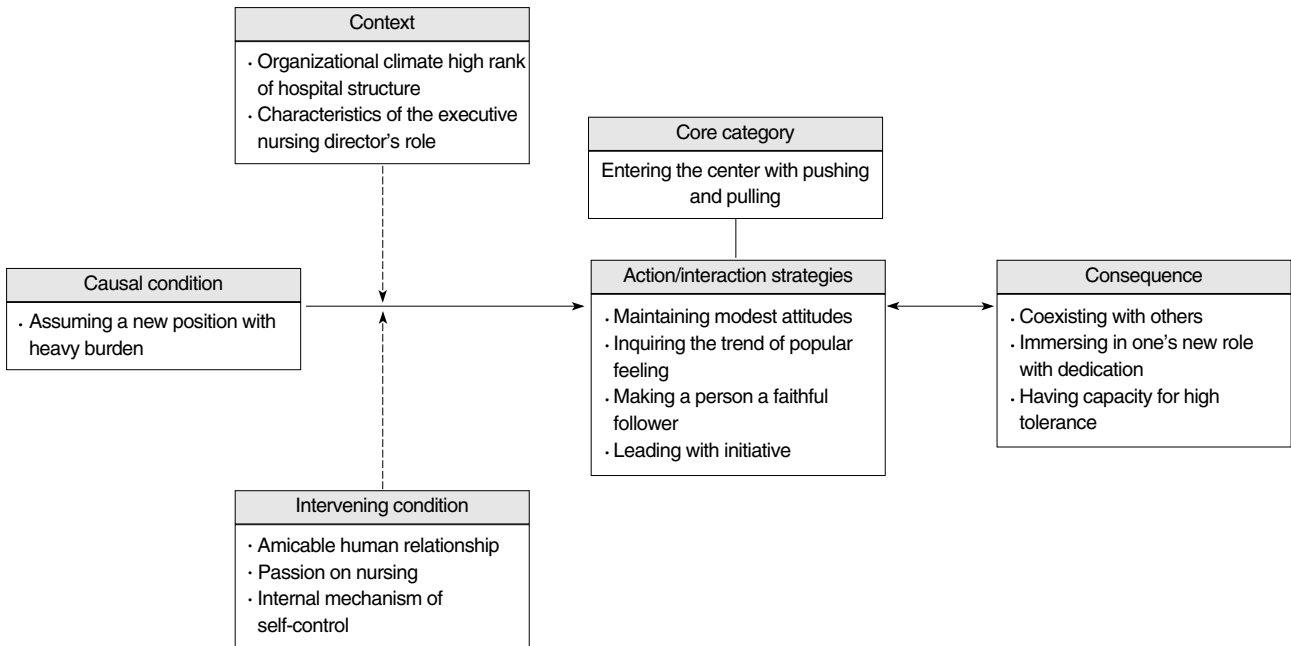 Context
· Organizational climate high rank
of hospital structure
· Characteristics of the executive
nursing director's role
Core category
Entering the center with pushing
and pulling
Causal condition
· Assuming a new position with
heavy burden
Action/interaction strategies
· Maintaining modest attitudes
· Inquiring the trend of popular
feeling
· Making a person a faithful
follower
· Leading with initiative
Consequence
· Coexisting with others
· Immersing in one's new role
with dedication
· Having capacity for high
tolerance
Intervening condition
· Amicable human relationship
· Passion on nursing
· Internal mechanism of
self-control